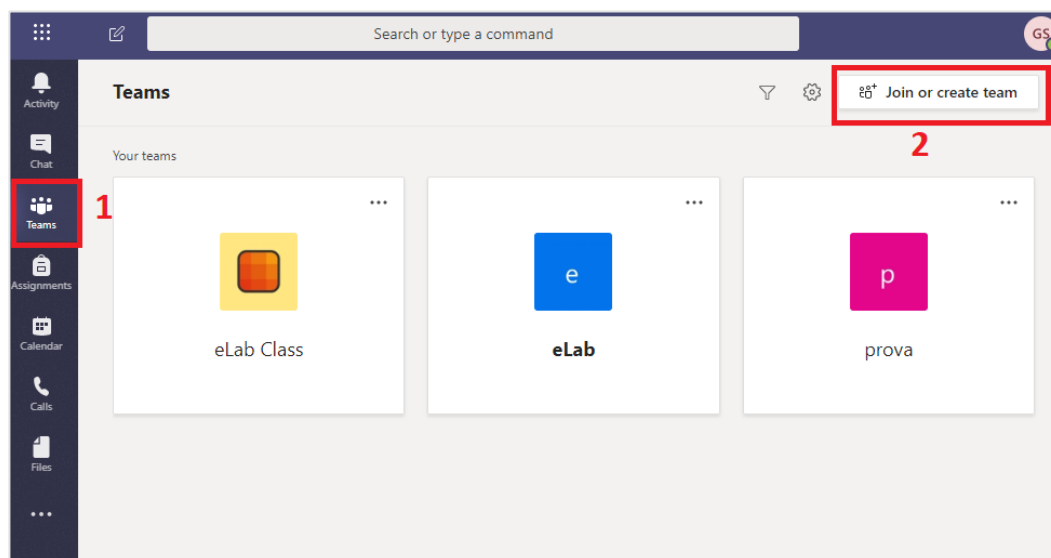 Search or type a command
GS
Activity
Chat
Teams
Assignments
Calendar
Calls
Files
1
Teams
Join or create team
2
Your teams
eLab Class
e
eLab
p
prova